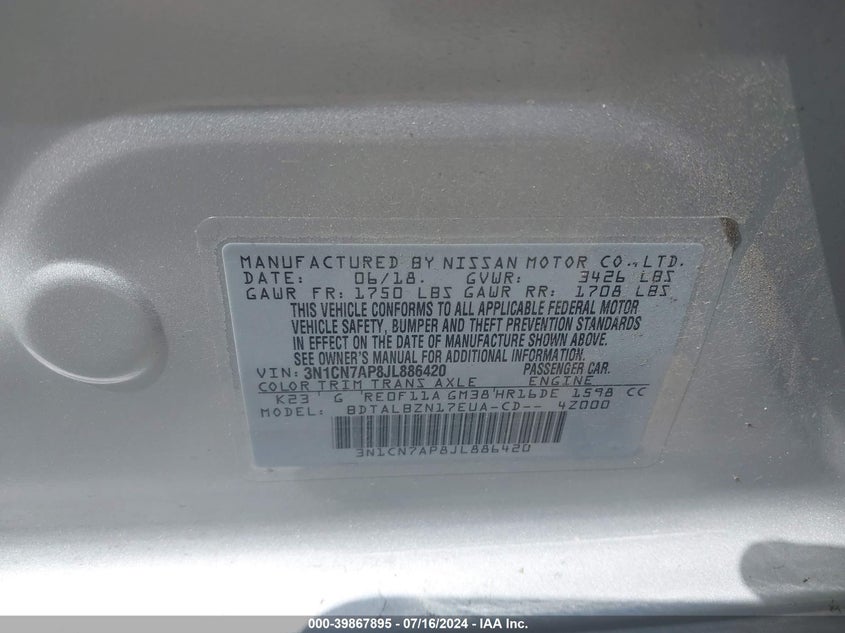 MANUFACTURED BY NISSAN MOTOR CO., LTD.
DATE: 06/18. GVWR: 3426 LBS
GAWR FR: 1750 LBS GAWR RR: 1708 LBS
THIS VEHICLE CONFORMS TO ALL APPLICABLE FEDERAL MOTOR
VEHICLE SAFETY, BUMPER AND THEFT PREVENTION STANDARDS
IN EFFECT ON THE DATE OF MANUFACTURE SHOWN ABOVE.
SEE OWNER'S MANUAL FOR ADDITIONAL INFORMATION.
VIN: 3N1CN7AP8JL886420 PASSENGER CAR.
COLOR TRIM TRANS AXLE ENGINE
K23 G RE0F11A GM38 HR16DE 1598 CC
MODEL: BDTALBZN17EUA-CD-- 4Z000
3N1CN7AP8JL886420
000-39867895 / 07/16/2024 - IAA Inc.